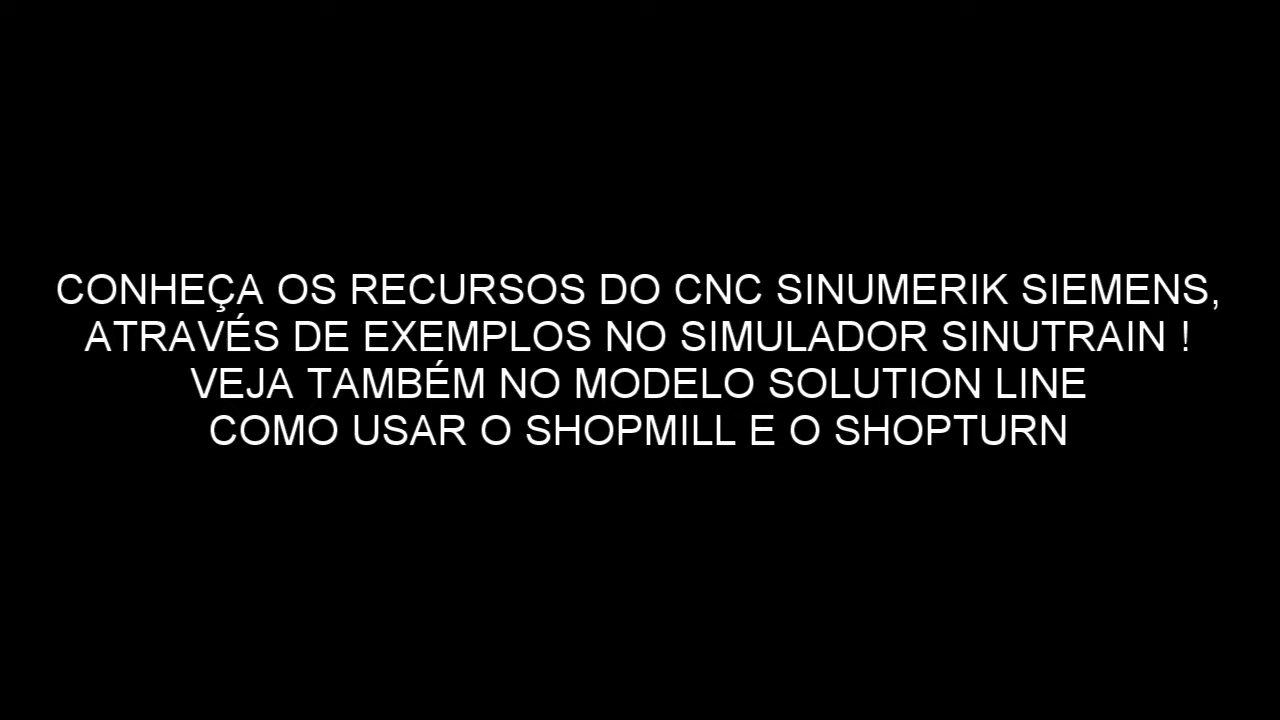 CONHEÇA OS RECURSOS DO CNC SINUMERIK SIEMENS,
ATRAVÉS DE EXEMPLOS NO SIMULADOR SINUTRAIN !
VEJA TAMBÉM NO MODELO SOLUTION LINE
COMO USAR O SHOPMILL E O SHOPTURN